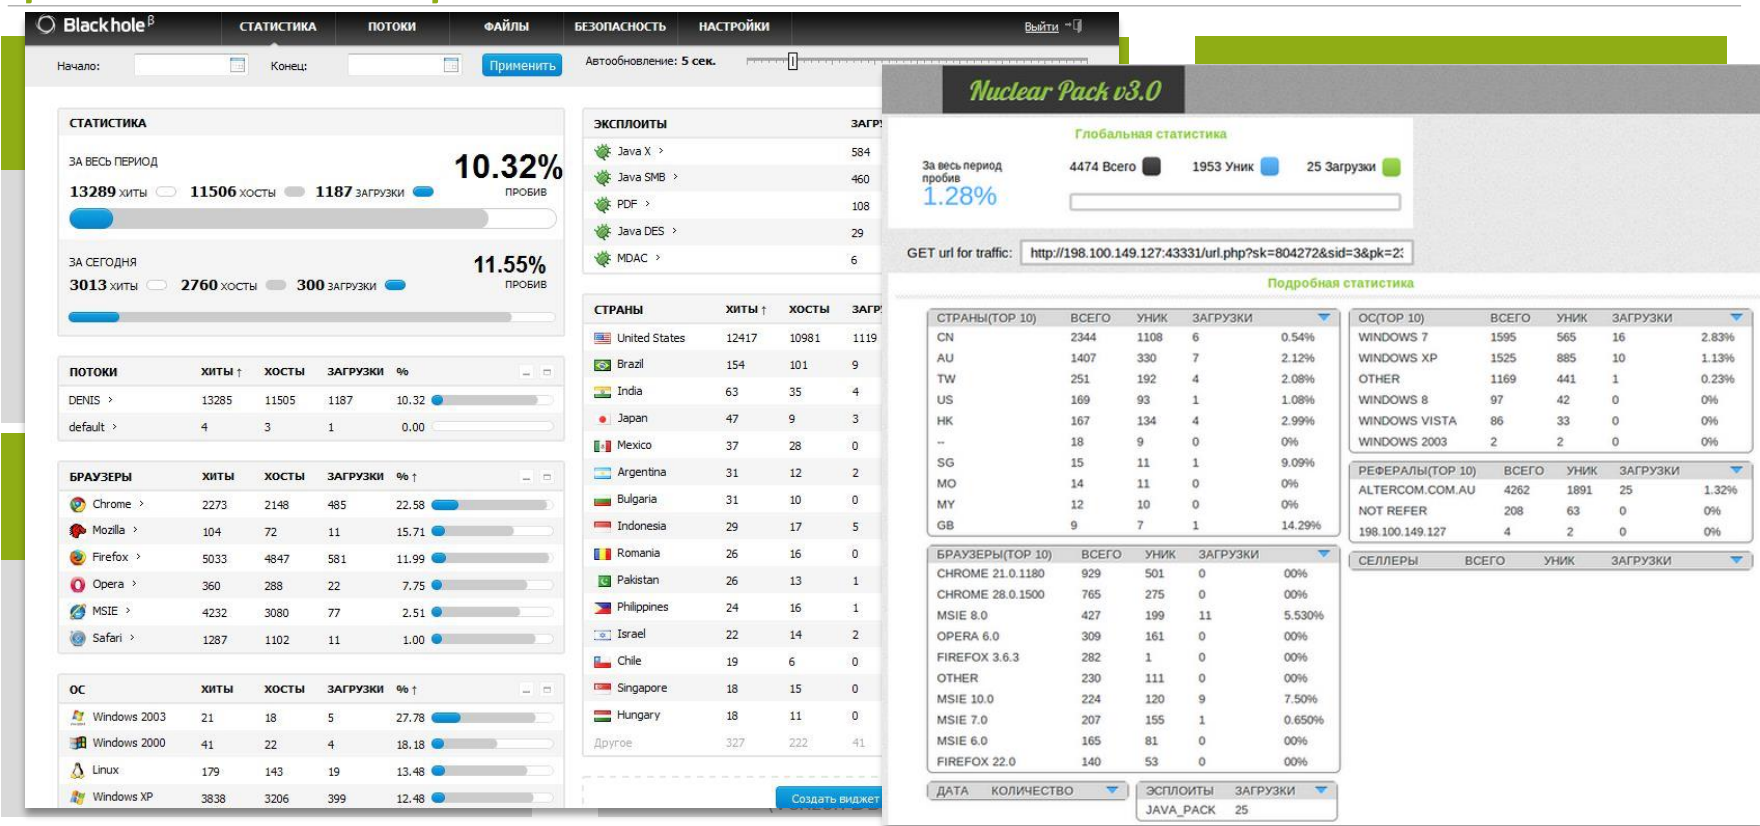 Blackhole β
СТАТИСТИКА ПОТОКИ ФАЙЛЫ БЕЗОПАСНОСТЬ НАСТРОЙКИ Выйти
Начало: Конец: Применить Автообновление: 5 сек.
СТАТИСТИКА
ЗА ВЕСЬ ПЕРИОД
10.32%
13289 ХИТЫ 11506 ХОСТЫ 1187 ЗАГРУЗКИ ПРОБИВ
ЗА СЕГОДНЯ
11.55%
3013 ХИТЫ 2760 ХОСТЫ 300 ЗАГРУЗКИ ПРОБИВ
ПОТОКИ ХИТЫ ↑ ХОСТЫ ЗАГРУЗКИ %
DENIS > 13285 11505 1187 10.32
default > 4 3 1 0.00
БРАУЗЕРЫ ХИТЫ ХОСТЫ ЗАГРУЗКИ % ↑
Chrome > 2273 2148 485 22.58
Mozilla > 104 72 11 15.71
Firefox > 5033 4847 581 11.99
Opera > 360 288 22 7.75
MSIE > 4232 3080 77 2.51
Safari > 1287 1102 11 1.00
ОС ХИТЫ ХОСТЫ ЗАГРУЗКИ % ↑
Windows 2003 21 18 5 27.78
Windows 2000 41 22 4 18.18
Linux 179 143 19 13.48
Windows XP 3838 3206 399 12.48
ЭКСПЛОИТЫ ЗАГР
Java X > 584
Java SMB > 460
PDF > 108
Java DES > 29
MDAC > 6
СТРАНЫ ХИТЫ ↑ ХОСТЫ ЗАГР
United States 12417 10981 1119
Brazil 154 101 9
India 63 35 4
Japan 47 9 3
Mexico 37 28 0
Argentina 31 12 2
Bulgaria 31 10 0
Indonesia 29 17 5
Romania 26 16 0
Pakistan 26 13 1
Philippines 24 16 1
Israel 22 14 2
Chile 19 6 0
Singapore 18 15 0
Hungary 18 11 0
Другое 327 222 41
Создать виджет
Nuclear Pack v3.0
Глобальная статистика
За весь период
пробив
1.28%
4474 Всего 1953 Уник 25 Загрузки
GET url for traffic: http://198.100.149.127:43331/url.php?sk=804272&sid=3&pk=23
Подробная статистика
СТРАНЫ(TOP 10) ВСЕГО УНИК ЗАГРУЗКИ
CN 2344 1108 6 0.54%
AU 1407 330 7 2.12%
TW 251 192 4 2.08%
US 169 93 1 1.08%
HK 167 134 4 2.99%
-- 18 9 0 0%
SG 15 11 1 9.09%
MO 14 11 0 0%
MY 12 10 0 0%
GB 9 7 1 14.29%
БРАУЗЕРЫ(TOP 10) ВСЕГО УНИК ЗАГРУЗКИ
CHROME 21.0.1180 929 501 0 00%
CHROME 28.0.1500 765 275 0 00%
MSIE 8.0 427 199 11 5.530%
OPERA 6.0 309 161 0 00%
FIREFOX 3.6.3 282 1 0 00%
OTHER 230 111 0 00%
MSIE 10.0 224 120 9 7.50%
MSIE 7.0 207 155 1 0.650%
MSIE 6.0 165 81 0 00%
FIREFOX 22.0 140 53 0 00%
ДАТА КОЛИЧЕСТВО
ЭСПЛОИТЫ ЗАГРУЗКИ
JAVA_PACK 25
ОС(TOP 10) ВСЕГО УНИК ЗАГРУЗКИ
WINDOWS 7 1595 565 16 2.83%
WINDOWS XP 1525 885 10 1.13%
OTHER 1169 441 1 0.23%
WINDOWS 8 97 42 0 0%
WINDOWS VISTA 86 33 0 0%
WINDOWS 2003 2 2 0 0%
РЕФЕРАЛЫ(TOP 10) ВСЕГО УНИК ЗАГРУЗКИ
ALTERCOM.COM.AU 4262 1891 25 1.32%
NOT REFER 208 63 0 0%
198.100.149.127 4 2 0 0%
СЕЛЛЕРЫ ВСЕГО УНИК ЗАГРУЗКИ